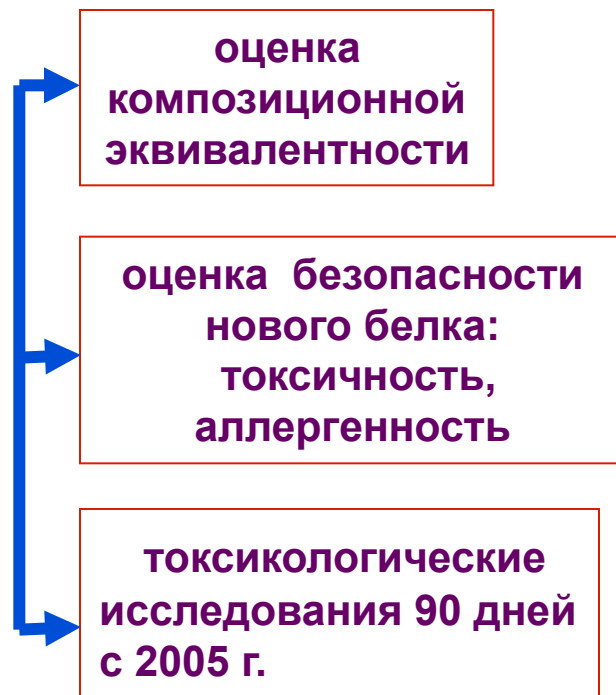 оценка
композиционной
эквивалентности
оценка безопасности
нового белка:
токсичность,
аллергенность
токсикологические
исследования 90 дней
с 2005 г.